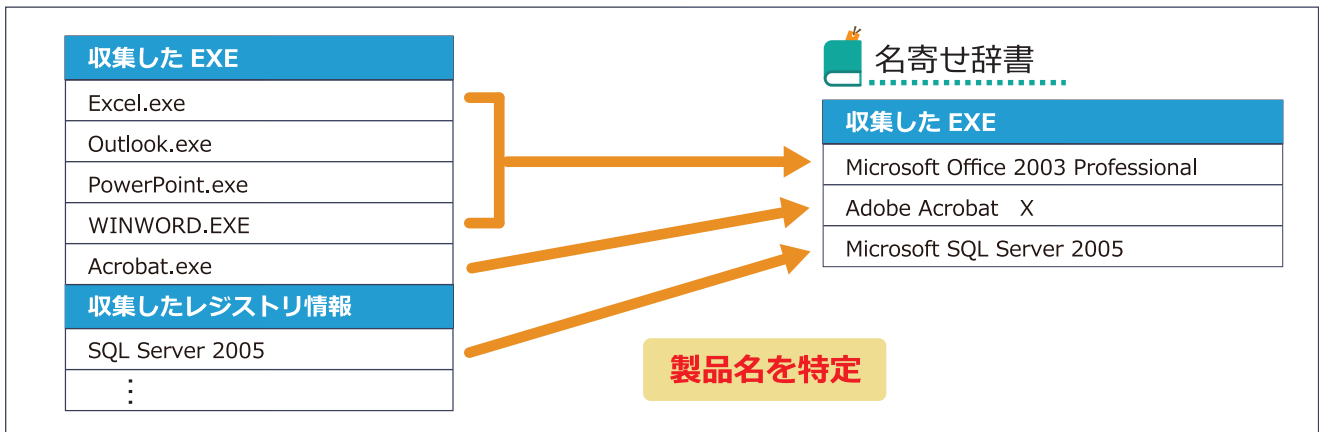 収集した EXE
Excel.exe
Outlook.exe
PowerPoint.exe
WINWORD.EXE
Acrobat.exe
収集したレジストリ情報
SQL Server 2005
⋮
名寄せ辞書
収集した EXE
Microsoft Office 2003 Professional
Adobe Acrobat　X
Microsoft SQL Server 2005
製品名を特定